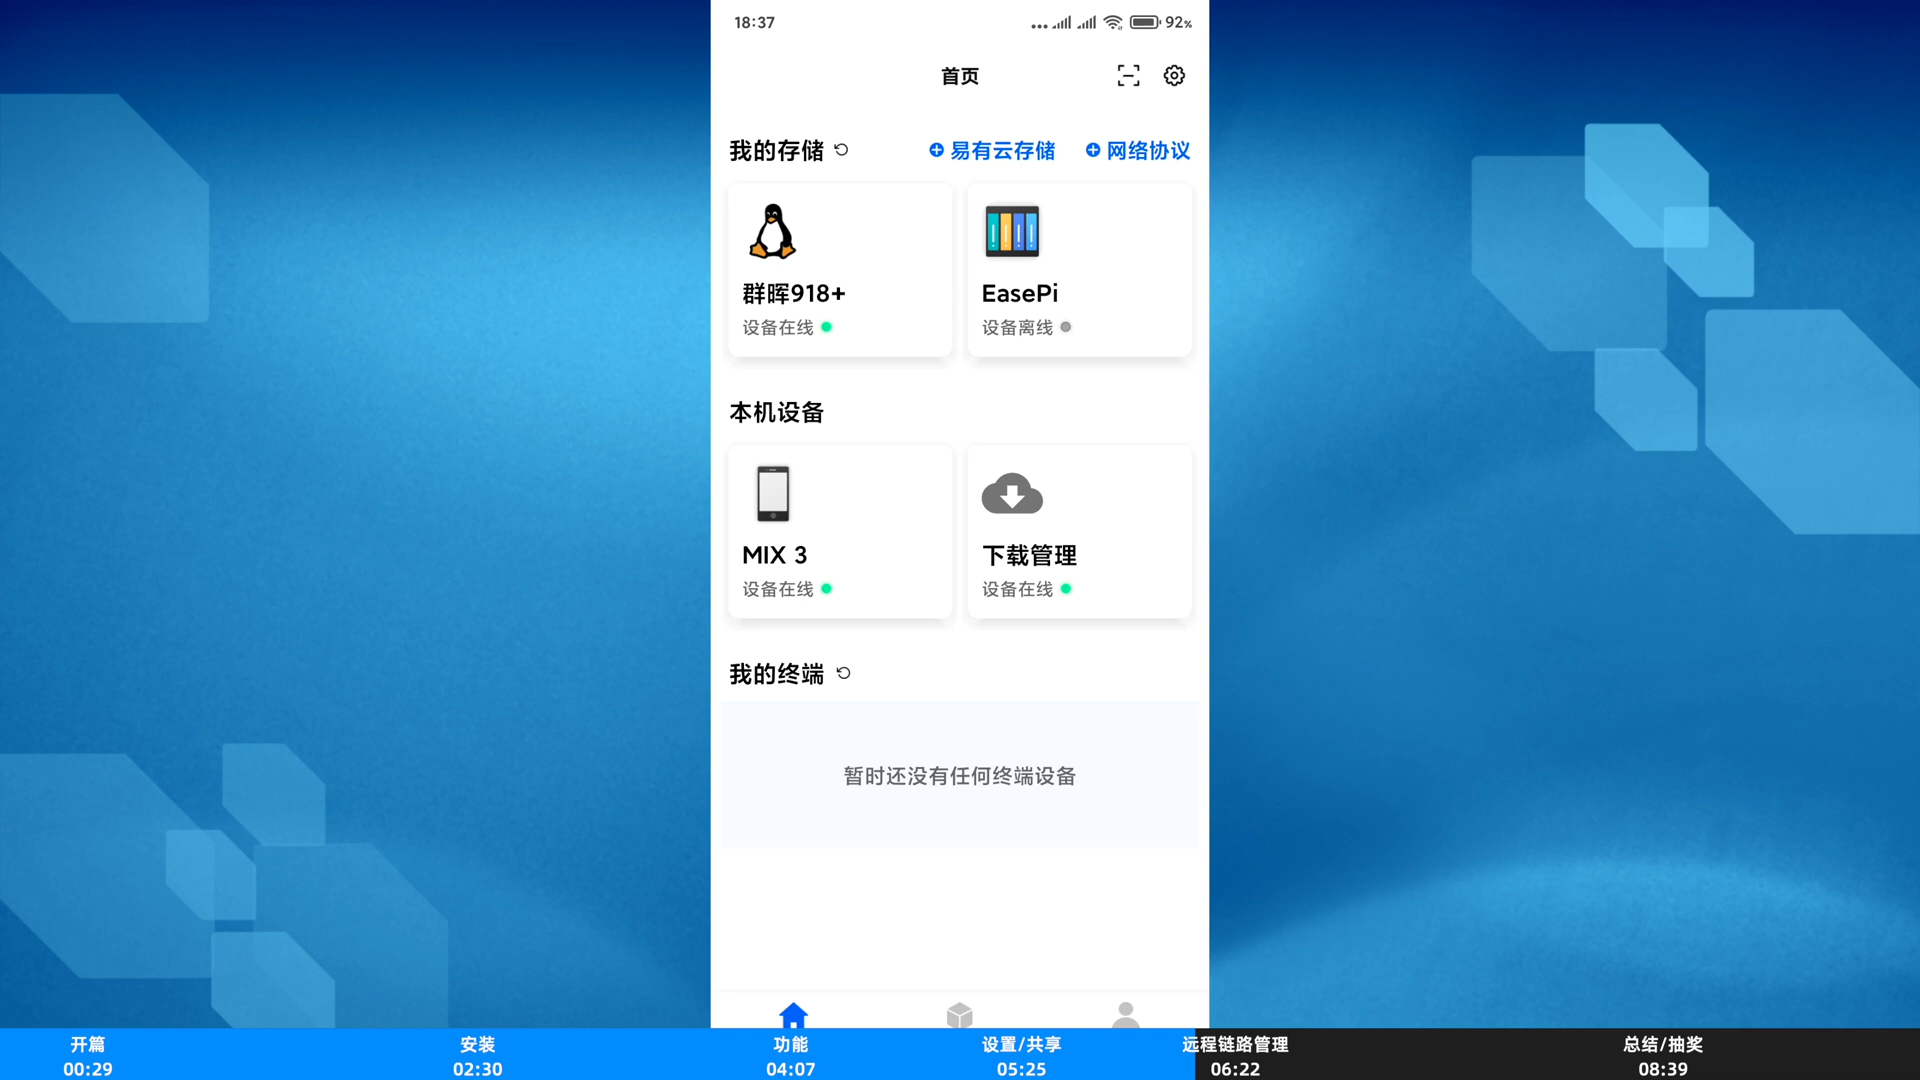 18:37
92%
首页
我的存储
易有云存储
网络协议
群晖918+
EasePi
设备在线
设备离线
本机设备
MIX 3
下载管理
设备在线
设备在线
我的终端
暂时还没有任何终端设备
开篇
安装
功能
设置/共享
远程链路管理
总结/抽奖
00:29
02:30
04:07
05:25
06:22
08:39